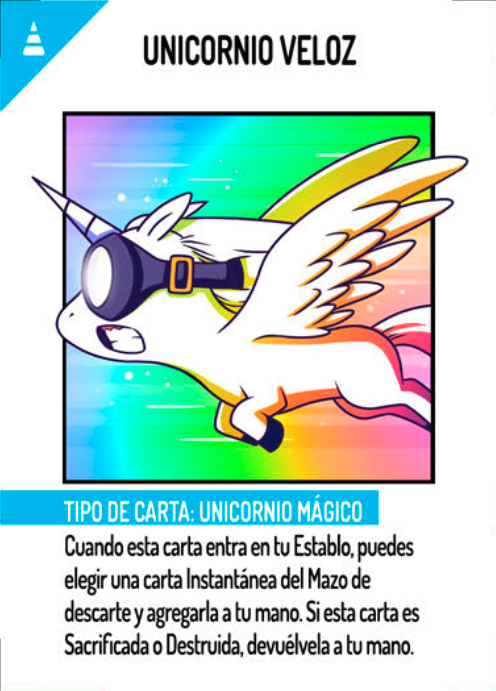 UNICORNIO VELOZ
TIPO DE CARTA: UNICORNIO MÁGICO
Cuando esta carta entra en tu Establo, puedes
elegir una carta Instantánea del Mazo de
descarte y agregarla a tu mano. Si esta carta es
Sacrificada o Destruida, devuélvela a tu mano.